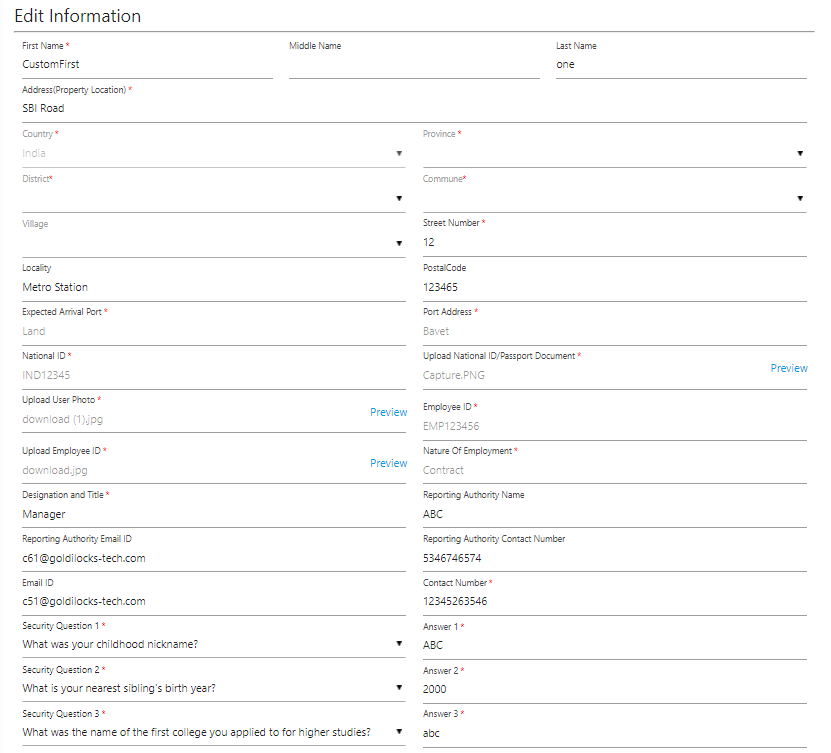 Edit Information
First Name * Middle Name Last Name
CustomFirst one
Address(Property Location) *
SBI Road
Country * Province *
India
District* Commune*
Village Street Number *
12
Locality PostalCode
Metro Station 123465
Expected Arrival Port * Port Address *
Land Bavet
National ID * Upload National ID/Passport Document *
IND12345 Capture.PNG Preview
Upload User Photo * Employee ID *
download (1).jpg Preview EMP123456
Upload Employee ID * Nature Of Employment *
download.jpg Preview Contract
Designation and Title * Reporting Authority Name
Manager ABC
Reporting Authority Email ID Reporting Authority Contact Number
c61@goldilocks-tech.com 5346746574
Email ID Contact Number *
c51@goldilocks-tech.com 12345263546
Security Question 1 * Answer 1 *
What was your childhood nickname? ABC
Security Question 2 * Answer 2 *
What is your nearest sibling's birth year? 2000
Security Question 3 * Answer 3 *
What was the name of the first college you applied to for higher studies? abc